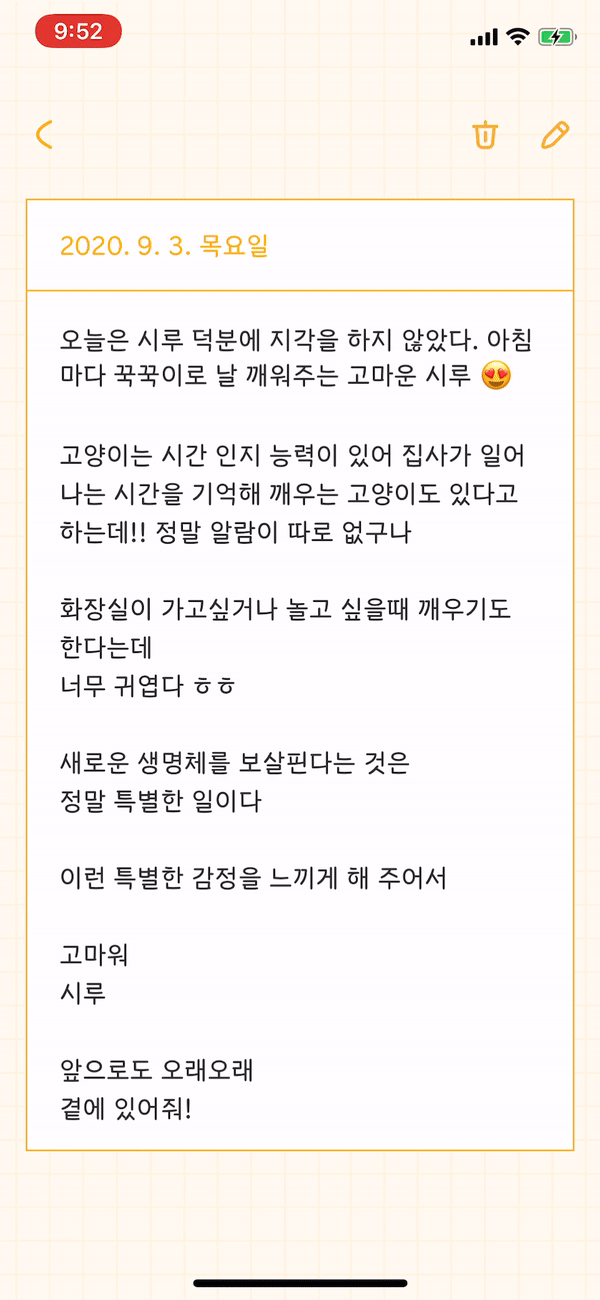 9:52
2020. 9. 3. 목요일
오늘은 시루 덕분에 지각을 하지 않았다. 아침
마다 꾹꾹이로 날 깨워주는 고마운 시루 😍
고양이는 시간 인지 능력이 있어 집사가 일어
나는 시간을 기억해 깨우는 고양이도 있다고
하는데!! 정말 알람이 따로 없구나
화장실이 가고싶거나 놀고 싶을때 깨우기도
한다는데
너무 귀엽다 ㅎㅎ
새로운 생명체를 보살핀다는 것은
정말 특별한 일이다
이런 특별한 감정을 느끼게 해 주어서
고마워
시루
앞으로도 오래오래
곁에 있어줘!